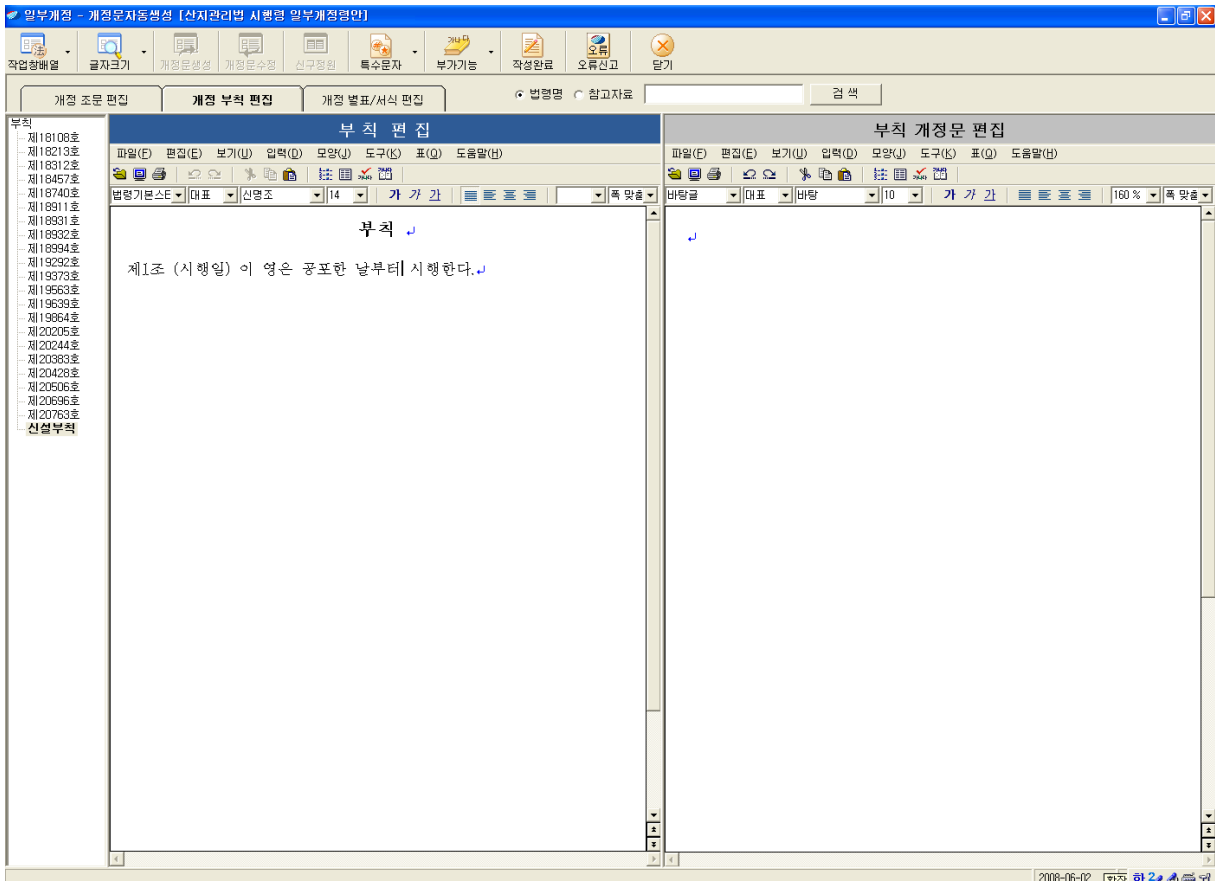 일부개정 - 개정문자동생성 [산지관리법 시행령 일부개정령안]
작업창배열 글자크기 개정문생성 개정문수정 신구정원 특수문자 부가기능 작성완료 오류신고 닫기
개정 조문 편집 개정 부칙 편집 개정 별표/서식 편집 법령명 참고자료 검 색
부칙
제18108호
제18213호
제18312호
제18457호
제18740호
제18911호
제18931호
제18932호
제18994호
제19292호
제19373호
제19563호
제19639호
제19864호
제20205호
제20244호
제20383호
제20428호
제20506호
제20696호
제20763호
신설부칙
부 칙 편 집
파일(F) 편집(E) 보기(U) 입력(D) 모양(J) 도구(K) 표(Q) 도움말(H)
법령기본스E 대표 신명조 14 가 가 가 폭 맞춤
부칙
제1조 (시행일) 이 영은 공포한 날부터 시행한다.
부칙 개정문 편집
파일(F) 편집(E) 보기(U) 입력(D) 모양(J) 도구(K) 표(Q) 도움말(H)
바탕글 대표 바탕 10 가 가 가 160 % 폭 맞춤
2008-06-02 한자 한 2